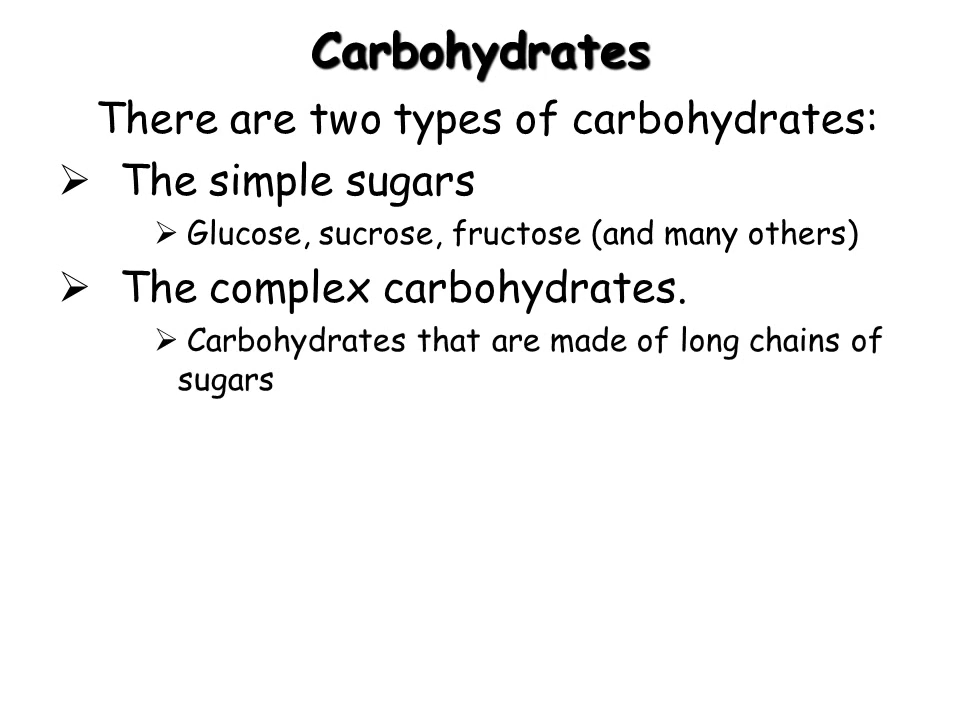 Carbohydrates
There are two types of carbohydrates:
➢ The simple sugars
➢ Glucose, sucrose, fructose (and many others)
➢ The complex carbohydrates.
➢ Carbohydrates that are made of long chains of
sugars